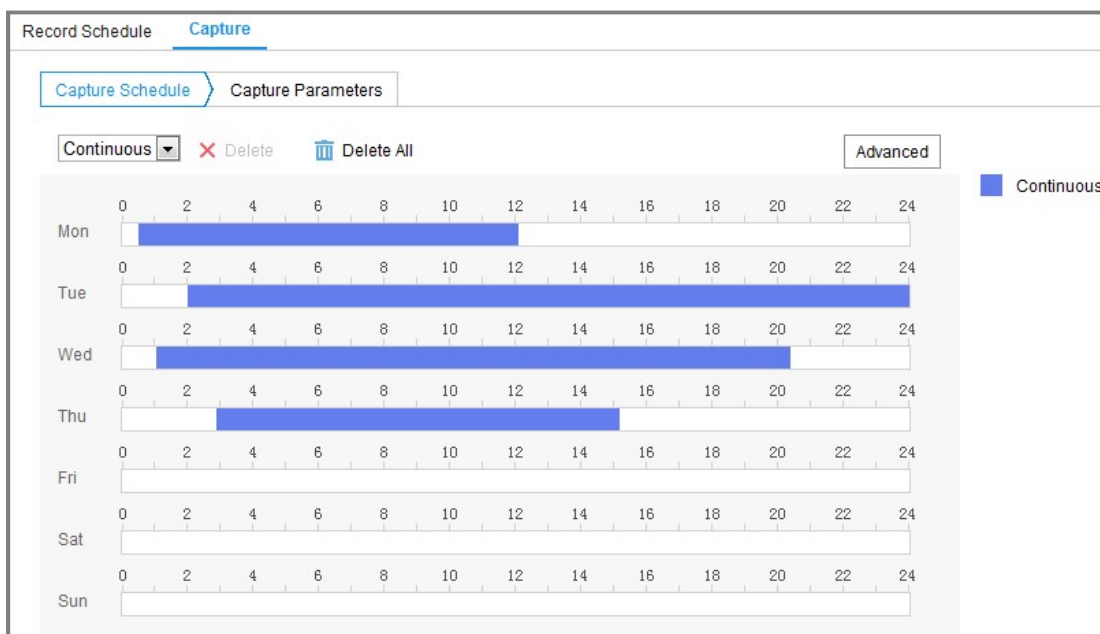 Record Schedule Capture
Capture Schedule Capture Parameters
Continuous Delete Delete All Advanced
Continuous
0 2 4 6 8 10 12 14 16 18 20 22 24
Mon
0 2 4 6 8 10 12 14 16 18 20 22 24
Tue
0 2 4 6 8 10 12 14 16 18 20 22 24
Wed
0 2 4 6 8 10 12 14 16 18 20 22 24
Thu
0 2 4 6 8 10 12 14 16 18 20 22 24
Fri
0 2 4 6 8 10 12 14 16 18 20 22 24
Sat
0 2 4 6 8 10 12 14 16 18 20 22 24
Sun